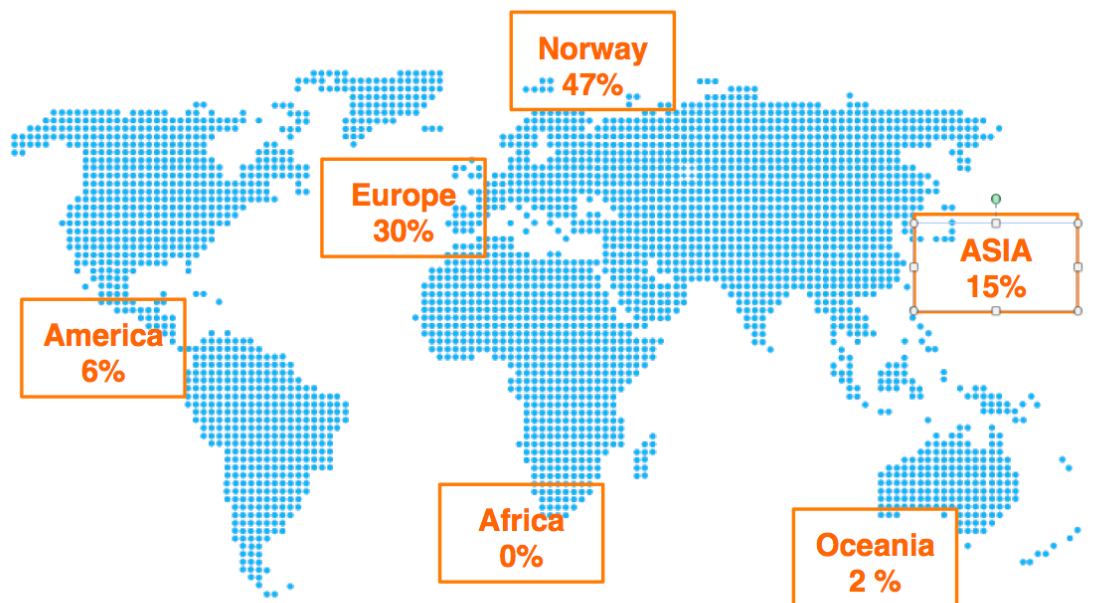 Norway
47%
Europe
30%
ASIA
15%
America
6%
Africa
0%
Oceania
2 %